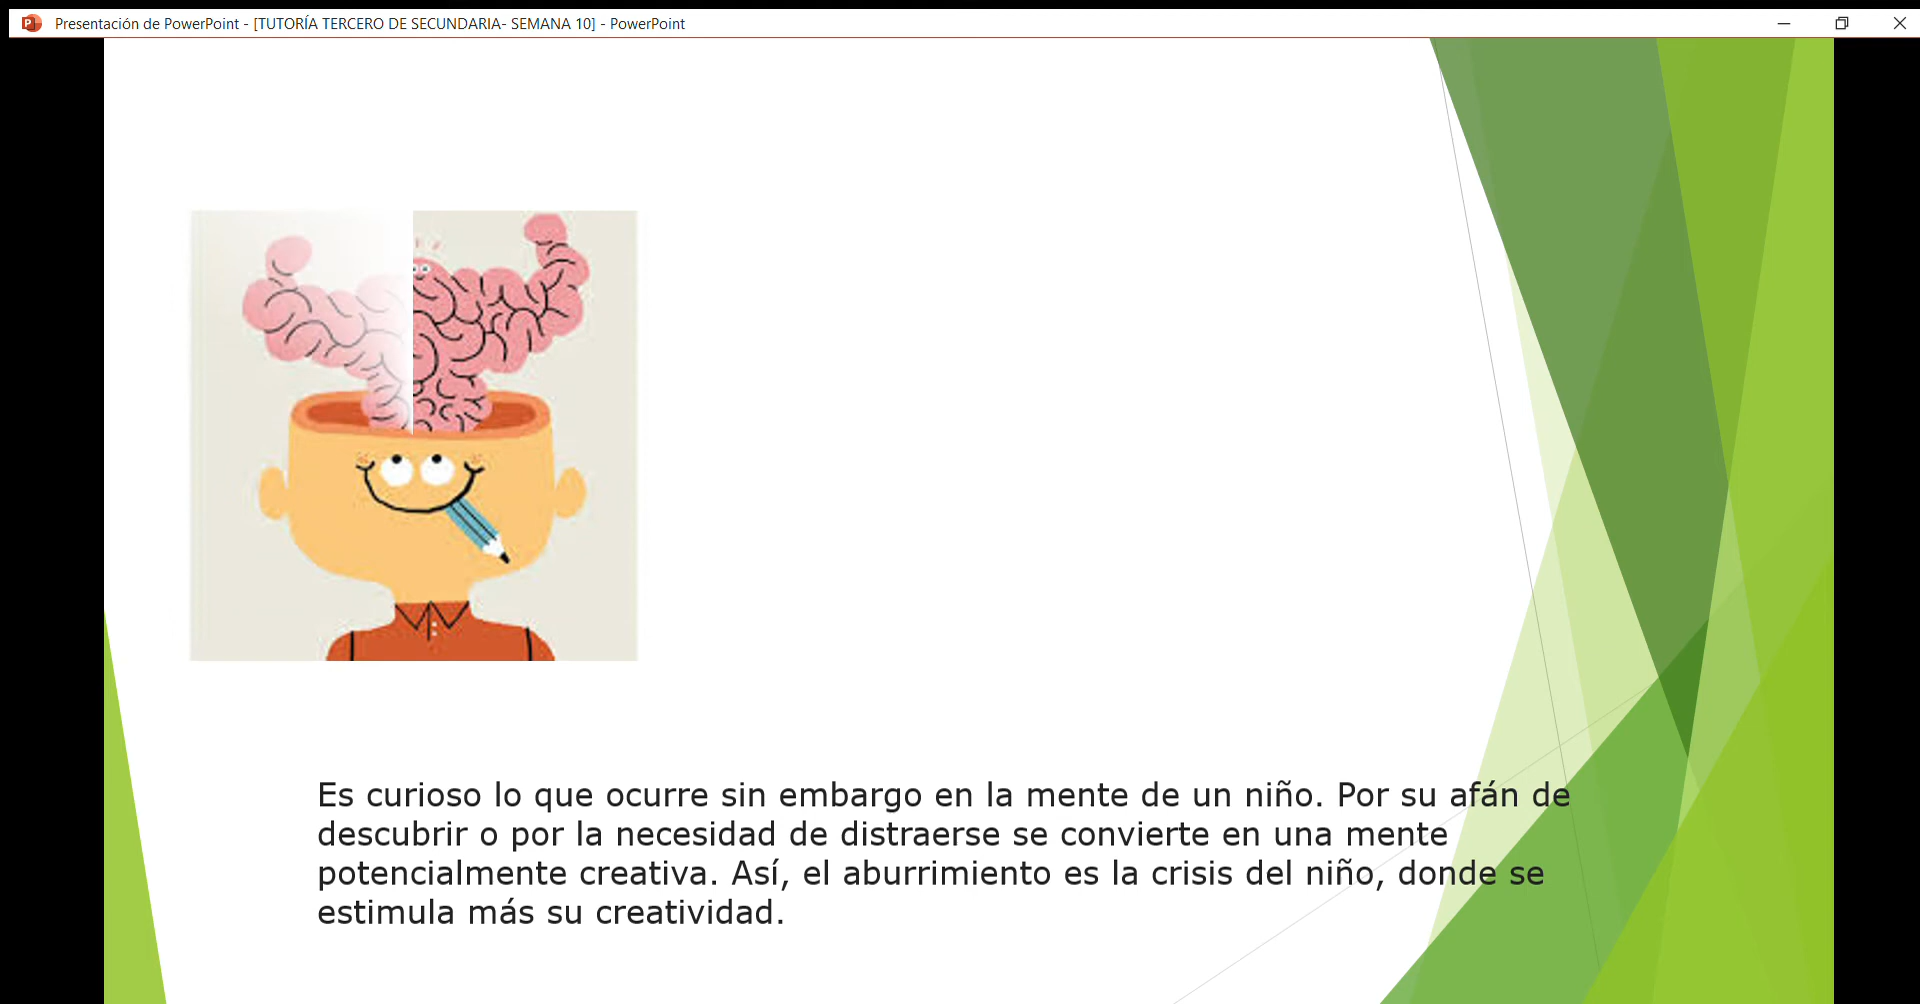 Presentación de PowerPoint - [TUTORÍA TERCERO DE SECUNDARIA- SEMANA 10] - PowerPoint
Es curioso lo que ocurre sin embargo en la mente de un niño. Por su afán de
descubrir o por la necesidad de distraerse se convierte en una mente
potencialmente creativa. Así, el aburrimiento es la crisis del niño, donde se
estimula más su creatividad.